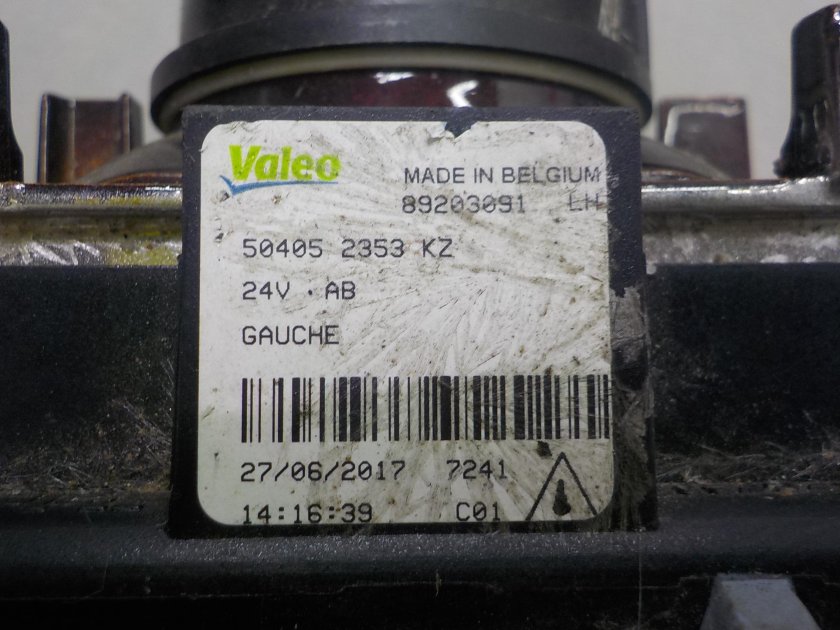 Valeo
MADE IN BELGIUM
89203091 LH
50405 2353 KZ
24V · AB
GAUCHE
27/06/2017 7241
14:16:39 C01